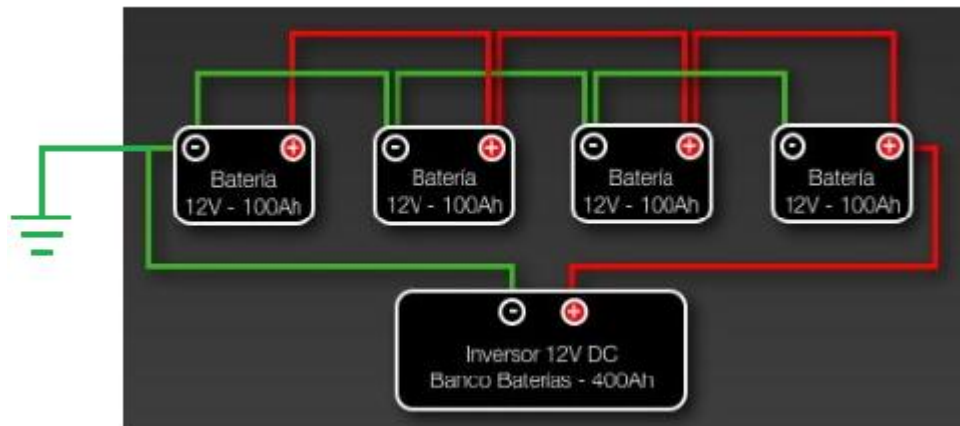 - +
Batería
12V - 100Ah
- +
Batería
12V - 100Ah
- +
Batería
12V - 100Ah
- +
Batería
12V - 100Ah
- +
Inversor 12V DC
Banco Baterías - 400Ah